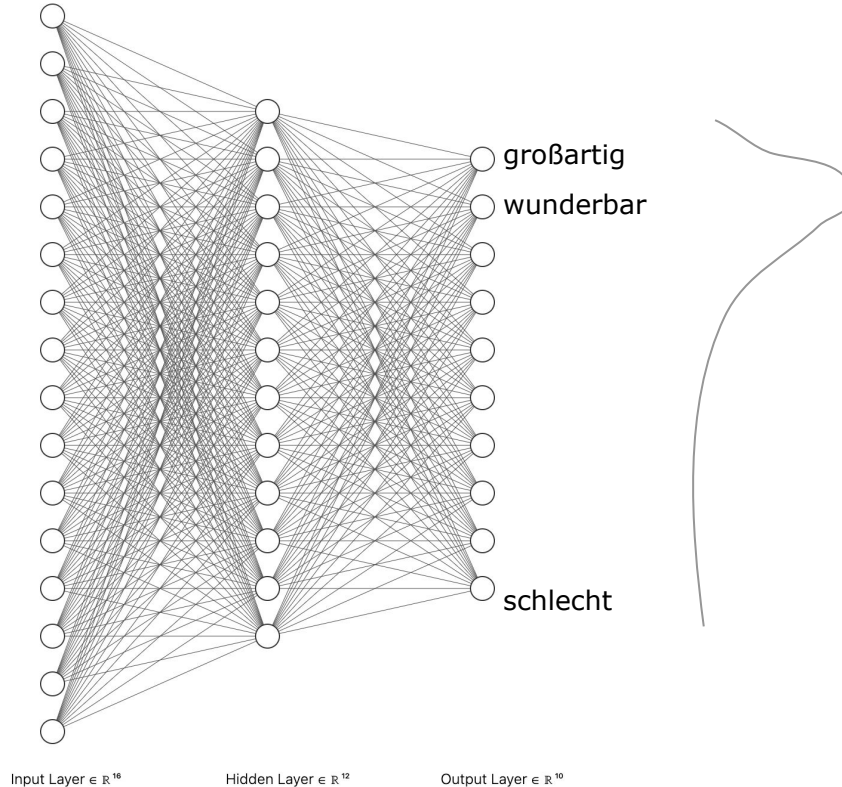 großartig
wunderbar
schlecht
Input Layer ∈ ℝ¹⁶
Hidden Layer ∈ ℝ¹²
Output Layer ∈ ℝ¹⁰